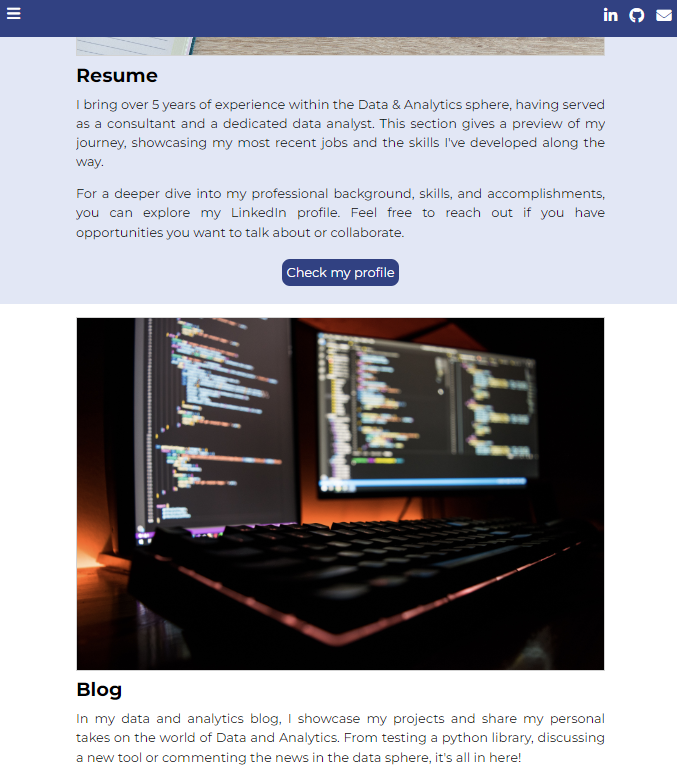 Resume
I bring over 5 years of experience within the Data & Analytics sphere, having served
as a consultant and a dedicated data analyst. This section gives a preview of my
journey, showcasing my most recent jobs and the skills I've developed along the
way.
For a deeper dive into my professional background, skills, and accomplishments,
you can explore my LinkedIn profile. Feel free to reach out if you have
opportunities you want to talk about or collaborate.
Check my profile
Blog
In my data and analytics blog, I showcase my projects and share my personal
takes on the world of Data and Analytics. From testing a python library, discussing
a new tool or commenting the news in the data sphere, it's all in here!